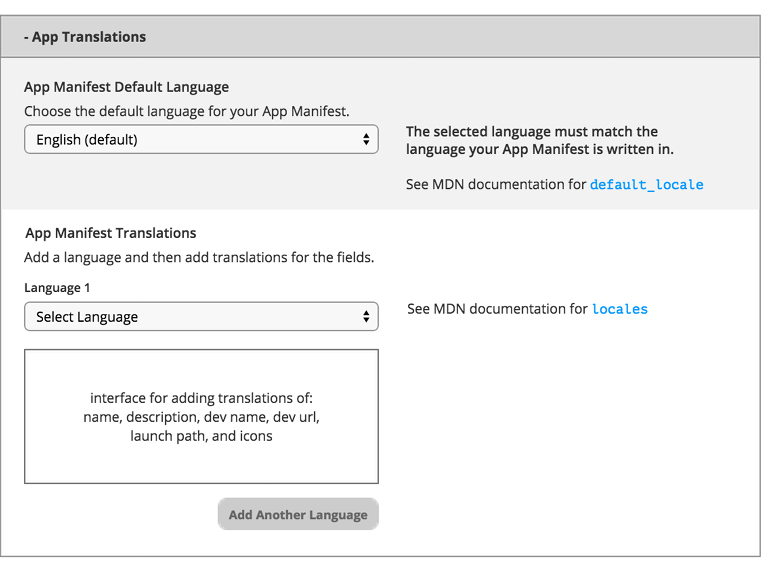 - App Translations
App Manifest Default Language
Choose the default language for your App Manifest.
English (default)
The selected language must match the
language your App Manifest is written in.
See MDN documentation for default_locale
App Manifest Translations
Add a language and then add translations for the fields.
Language 1
Select Language
See MDN documentation for locales
interface for adding translations of:
name, description, dev name, dev url,
launch path, and icons
Add Another Language